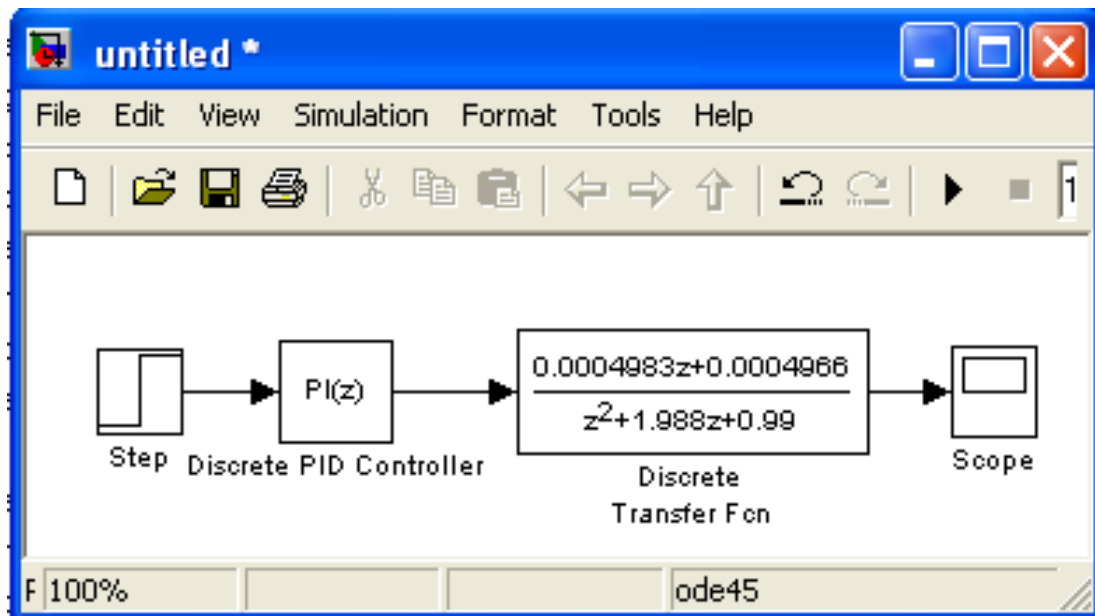 untitled *
File Edit View Simulation Format Tools Help
1
PI(z)
0.0004983z+0.0004966
z²+1.988z+0.99
Step
Discrete PID Controller
Discrete
Transfer Fcn
Scope
F 100% ode45